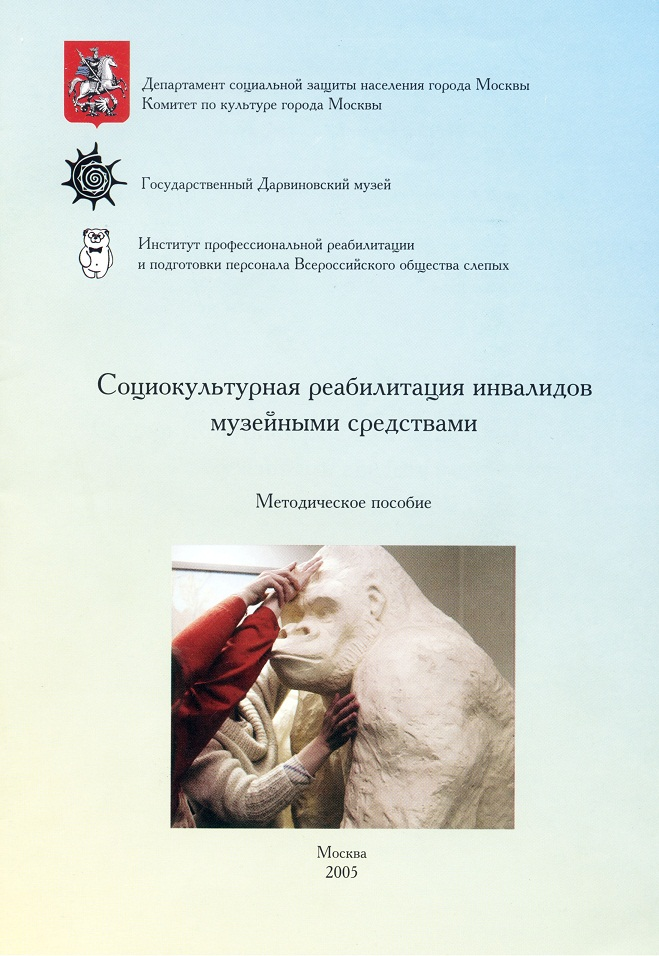 Департамент социальной защиты населения города Москвы
Комитет по культуре города Москвы
Государственный Дарвиновский музей
Институт профессиональной реабилитации
и подготовки персонала Всероссийского общества слепых
Социокультурная реабилитация инвалидов
музейными средствами
Методическое пособие
Москва
2005